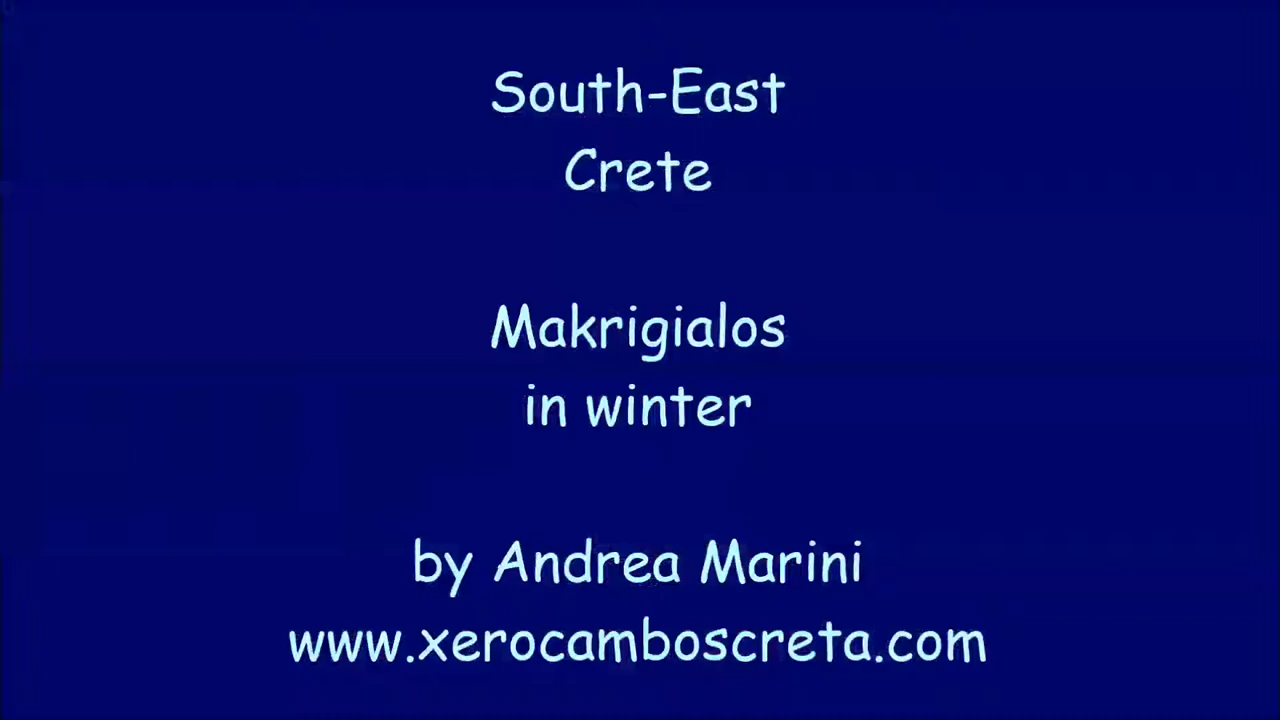 South-East
Crete
Makrigialos
in winter
by Andrea Marini
www.xerocamboscreta.com